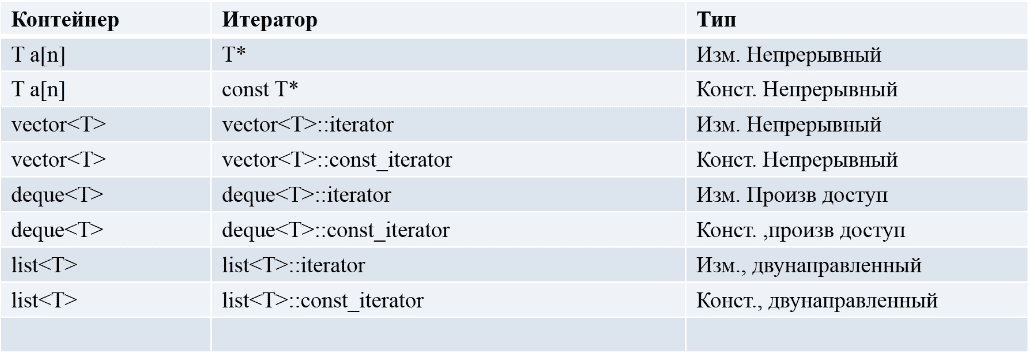 Контейнер Итератор Тип
T a[n] T* Изм. Непрерывный
T a[n] const T* Конст. Непрерывный
vector<T> vector<T>::iterator Изм. Непрерывный
vector<T> vector<T>::const_iterator Конст. Непрерывный
deque<T> deque<T>::iterator Изм. Произв доступ
deque<T> deque<T>::const_iterator Конст. ,произв доступ
list<T> list<T>::iterator Изм., двунаправленный
list<T> list<T>::const_iterator Конст., двунаправленный